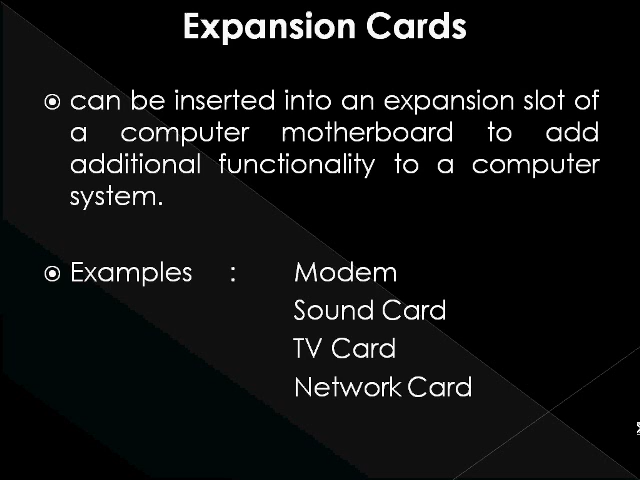 Expansion Cards
can be inserted into an expansion slot of
a computer motherboard to add
additional functionality to a computer
system.
Examples : Modem
Sound Card
TV Card
Network Card